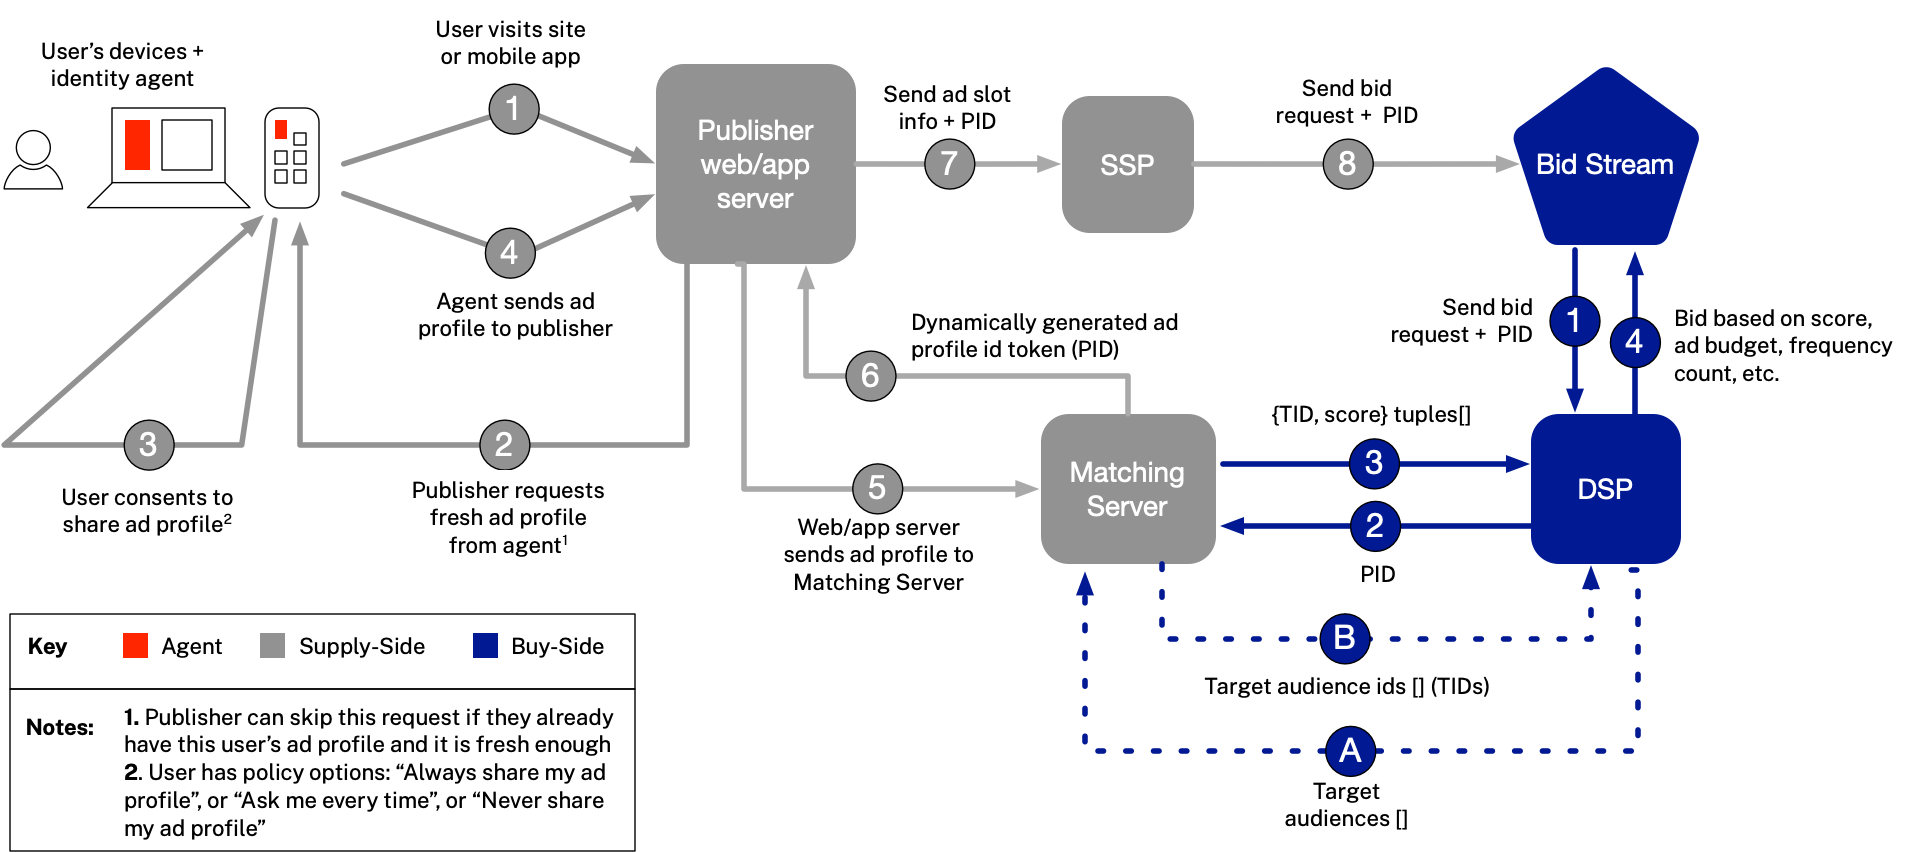 User’s devices +
identity agent
User visits site
or mobile app
1
4
Agent sends ad
profile to publisher
3
User consents to
share ad profile2
2
Publisher requests
fresh ad profile
from agent1
Publisher
web/app
server
Send ad slot
info + PID
7
SSP
Send bid
request + PID
8
Bid Stream
Dynamically generated ad
profile id token (PID)
6
5
Web/app server
sends ad profile to
Matching Server
Matching
Server
Send bid
request + PID
1
4
Bid based on score,
ad budget, frequency
count, etc.
{TID, score} tuples[]
3
2
PID
DSP
B
Target audience ids [] (TIDs)
A
Target
audiences []
Key
Agent
Supply-Side
Buy-Side
Notes:
1. Publisher can skip this request if they already
have this user’s ad profile and it is fresh enough
2. User has policy options: “Always share my ad
profile”, or “Ask me every time”, or “Never share
my ad profile”